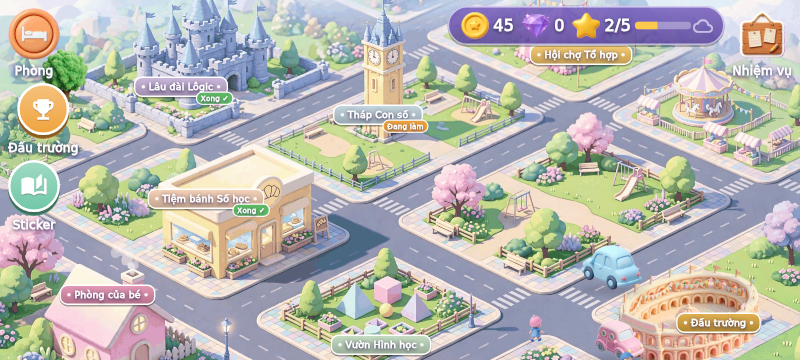 45
0
2/5
Phòng
Nhiệm vụ
• Hội chợ Tổ hợp •
• Lâu đài Lôgic •
Xong ✓
• Tháp Con số •
Đang làm
Đấu trường
• Tiệm bánh Số học •
Xong ✓
Sticker
• Phòng của bé •
• Đấu trường •
• Vườn Hình học •